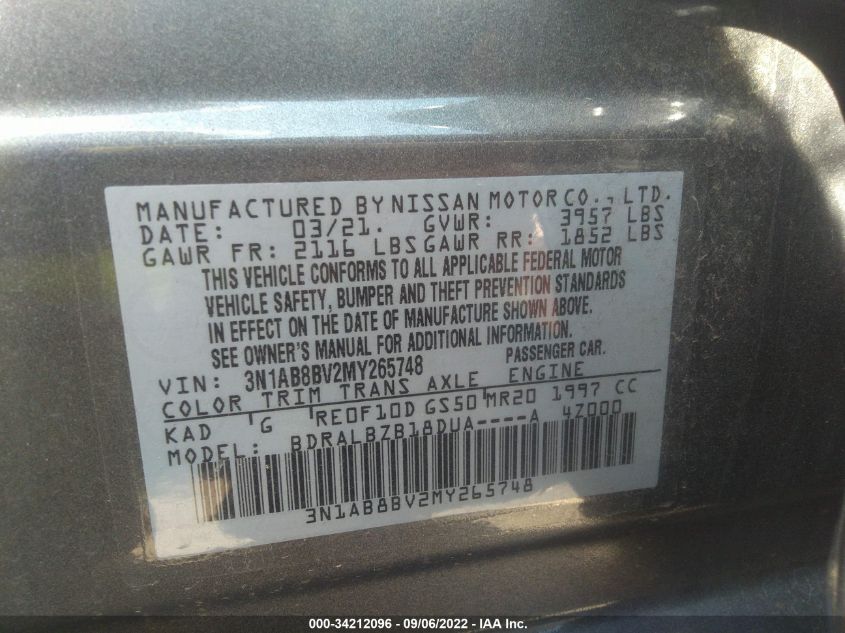 MANUFACTURED BY NISSAN MOTOR CO., LTD.
DATE: 03/21. GVWR: 3957 LBS
GAWR FR: 2116 LBS GAWR RR: 1852 LBS
THIS VEHICLE CONFORMS TO ALL APPLICABLE FEDERAL MOTOR
VEHICLE SAFETY, BUMPER AND THEFT PREVENTION STANDARDS
IN EFFECT ON THE DATE OF MANUFACTURE SHOWN ABOVE.
SEE OWNER'S MANUAL FOR ADDITIONAL INFORMATION.
VIN: 3N1AB8BV2MY265748 PASSENGER CAR.
COLOR TRIM TRANS AXLE ENGINE
KAD G RE0F10D GS50 MR20 1997 CC
MODEL: BDRALBZB18DUA----A 4Z000
3N1AB8BV2MY265748
000-34212096 - 09/06/2022 - IAA Inc.